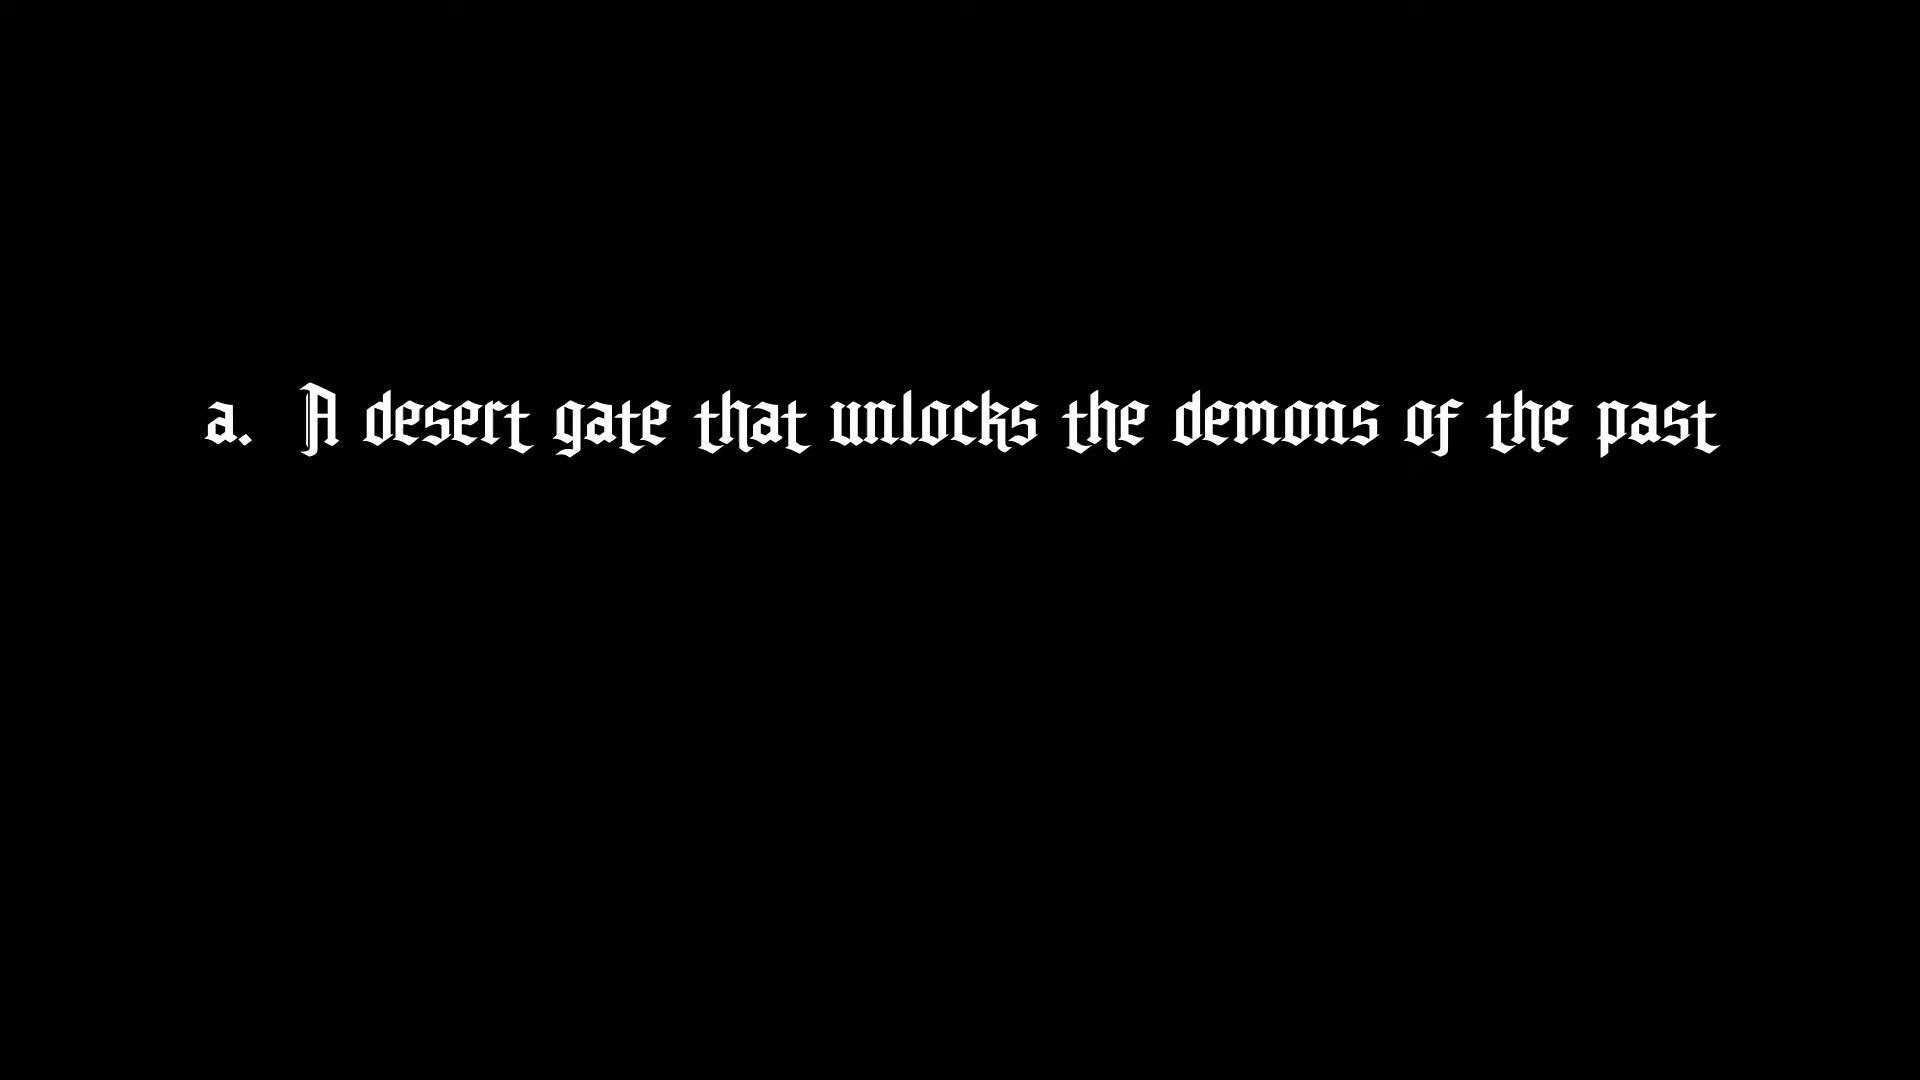 a. A desert gate that unlocks the demons of the past